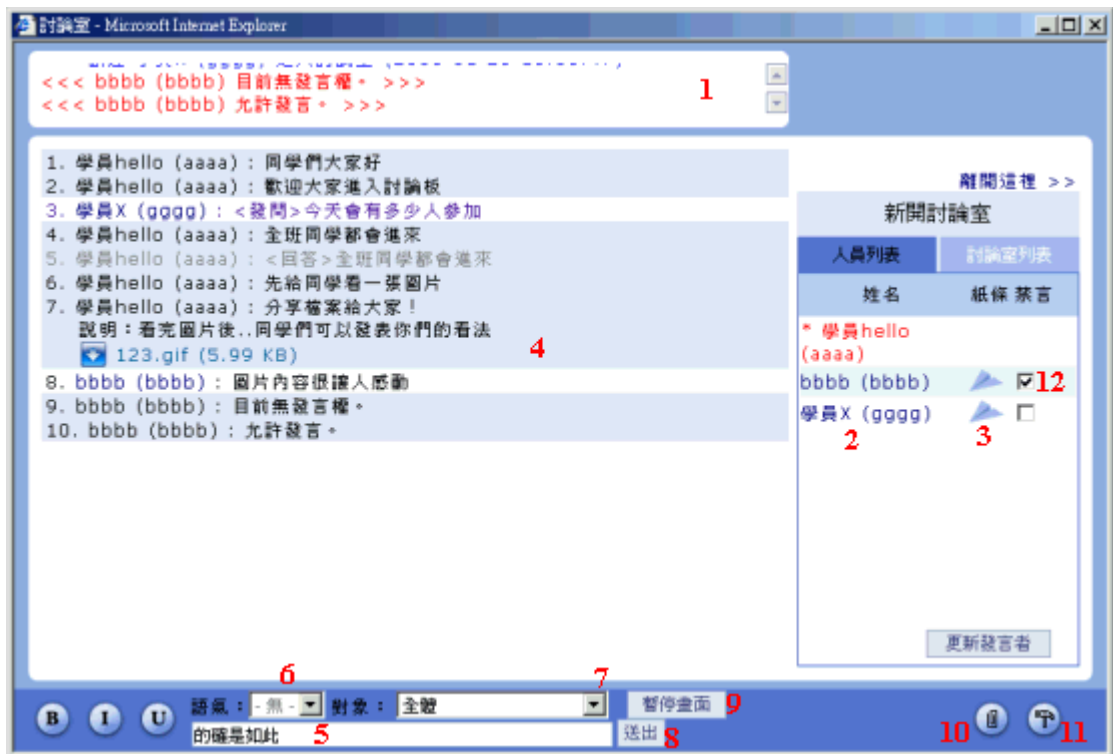 討論室 - Microsoft Internet Explorer
<<< bbbb (bbbb) 目前無發言權。 >>>
<<< bbbb (bbbb) 允許發言。 >>>
1
1. 學員hello (aaaa) : 同學們大家好
2. 學員hello (aaaa) : 歡迎大家進入討論板
3. 學員X (gggg) : <發問>今天會有多少人參加
4. 學員hello (aaaa) : 全班同學都會進來
5. 學員hello (aaaa) : <回答>全班同學都會進來
6. 學員hello (aaaa) : 先給同學看一張圖片
7. 學員hello (aaaa) : 分享檔案給大家!
說明：看完圖片後..同學們可以發表你們的看法
123.gif (5.99 KB)
4
8. bbbb (bbbb) : 圖片內容很讓人感動
9. bbbb (bbbb) : 目前無發言權。
10. bbbb (bbbb) : 允許發言。
離開這裡 >>
新開討論室
人員列表 討論室列表
姓名 紙條 禁言
* 學員hello
(aaaa)
bbbb (bbbb) 12
學員X (gggg)
2 3
更新發言者
6 7
B I U 語氣： - 無 - 對象： 全體 暫停畫面 9
的確是如此 5 送出 8
10 11